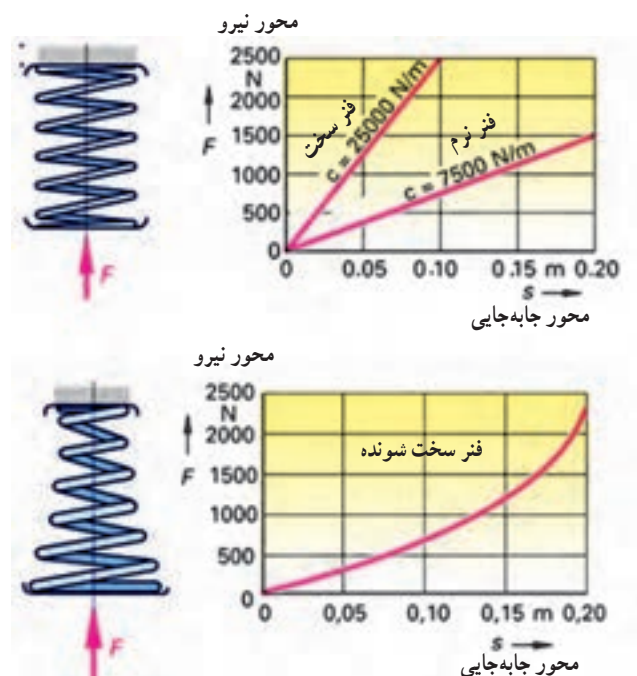 محور نیرو
2500
N
2000
1500
1000
500
0
F
فنر سخت
c = 25000 N/m
فنر نرم
c = 7500 N/m
0 0.05 0.10 0.15 m 0.20
s
محور جابه‌جایی
F
محور نیرو
2500
N
2000
1500
1000
500
0
F
فنر سخت شونده
0 0,05 0,10 0,15 m 0,20
s
محور جابه‌جایی
F